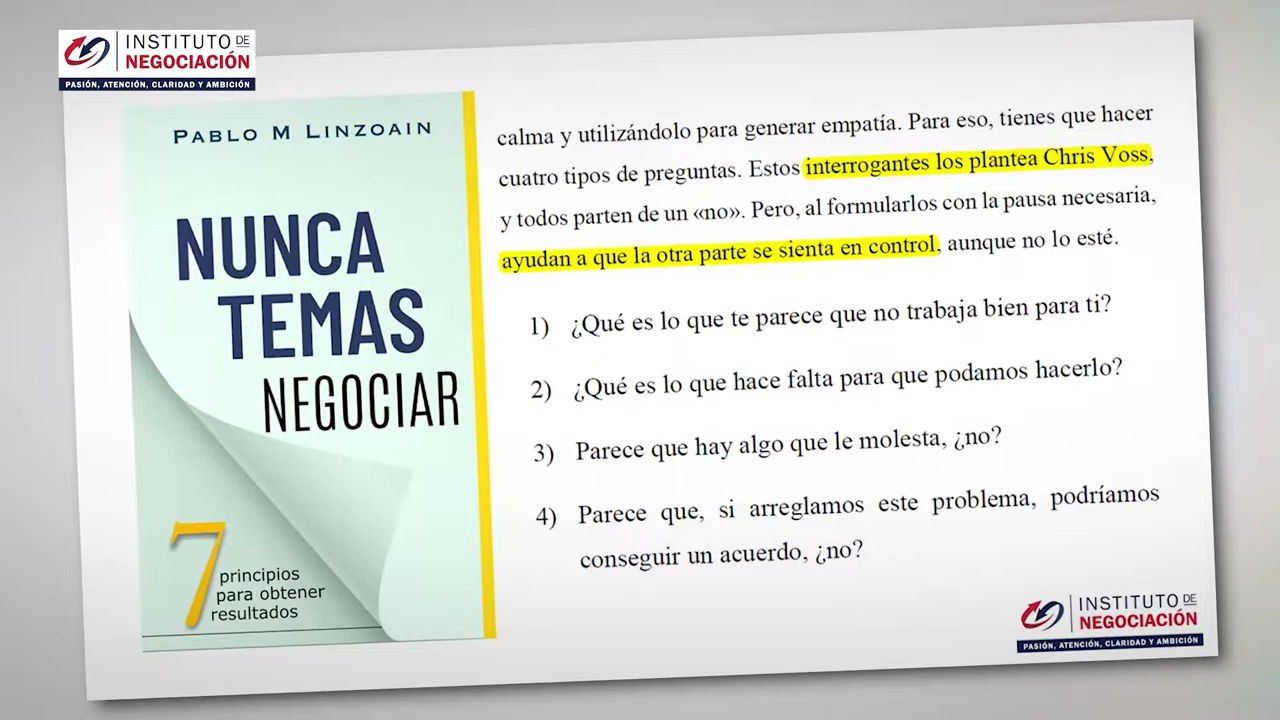 INSTITUTO DE
NEGOCIACIÓN
PASIÓN, ATENCIÓN, CLARIDAD Y AMBICIÓN
PABLO M LINZOAIN
NUNCA
TEMAS
NEGOCIAR
7
principios
para obtener
resultados
calma y utilizándolo para generar empatía. Para eso, tienes que hacer
cuatro tipos de preguntas. Estos interrogantes los plantea Chris Voss,
y todos parten de un «no». Pero, al formularlos con la pausa necesaria,
ayudan a que la otra parte se sienta en control, aunque no lo esté.
1) ¿Qué es lo que te parece que no trabaja bien para ti?
2) ¿Qué es lo que hace falta para que podamos hacerlo?
3) Parece que hay algo que le molesta, ¿no?
4) Parece que, si arreglamos este problema, podríamos
conseguir un acuerdo, ¿no?
INSTITUTO DE
NEGOCIACIÓN
PASIÓN, ATENCIÓN, CLARIDAD Y AMBICIÓN